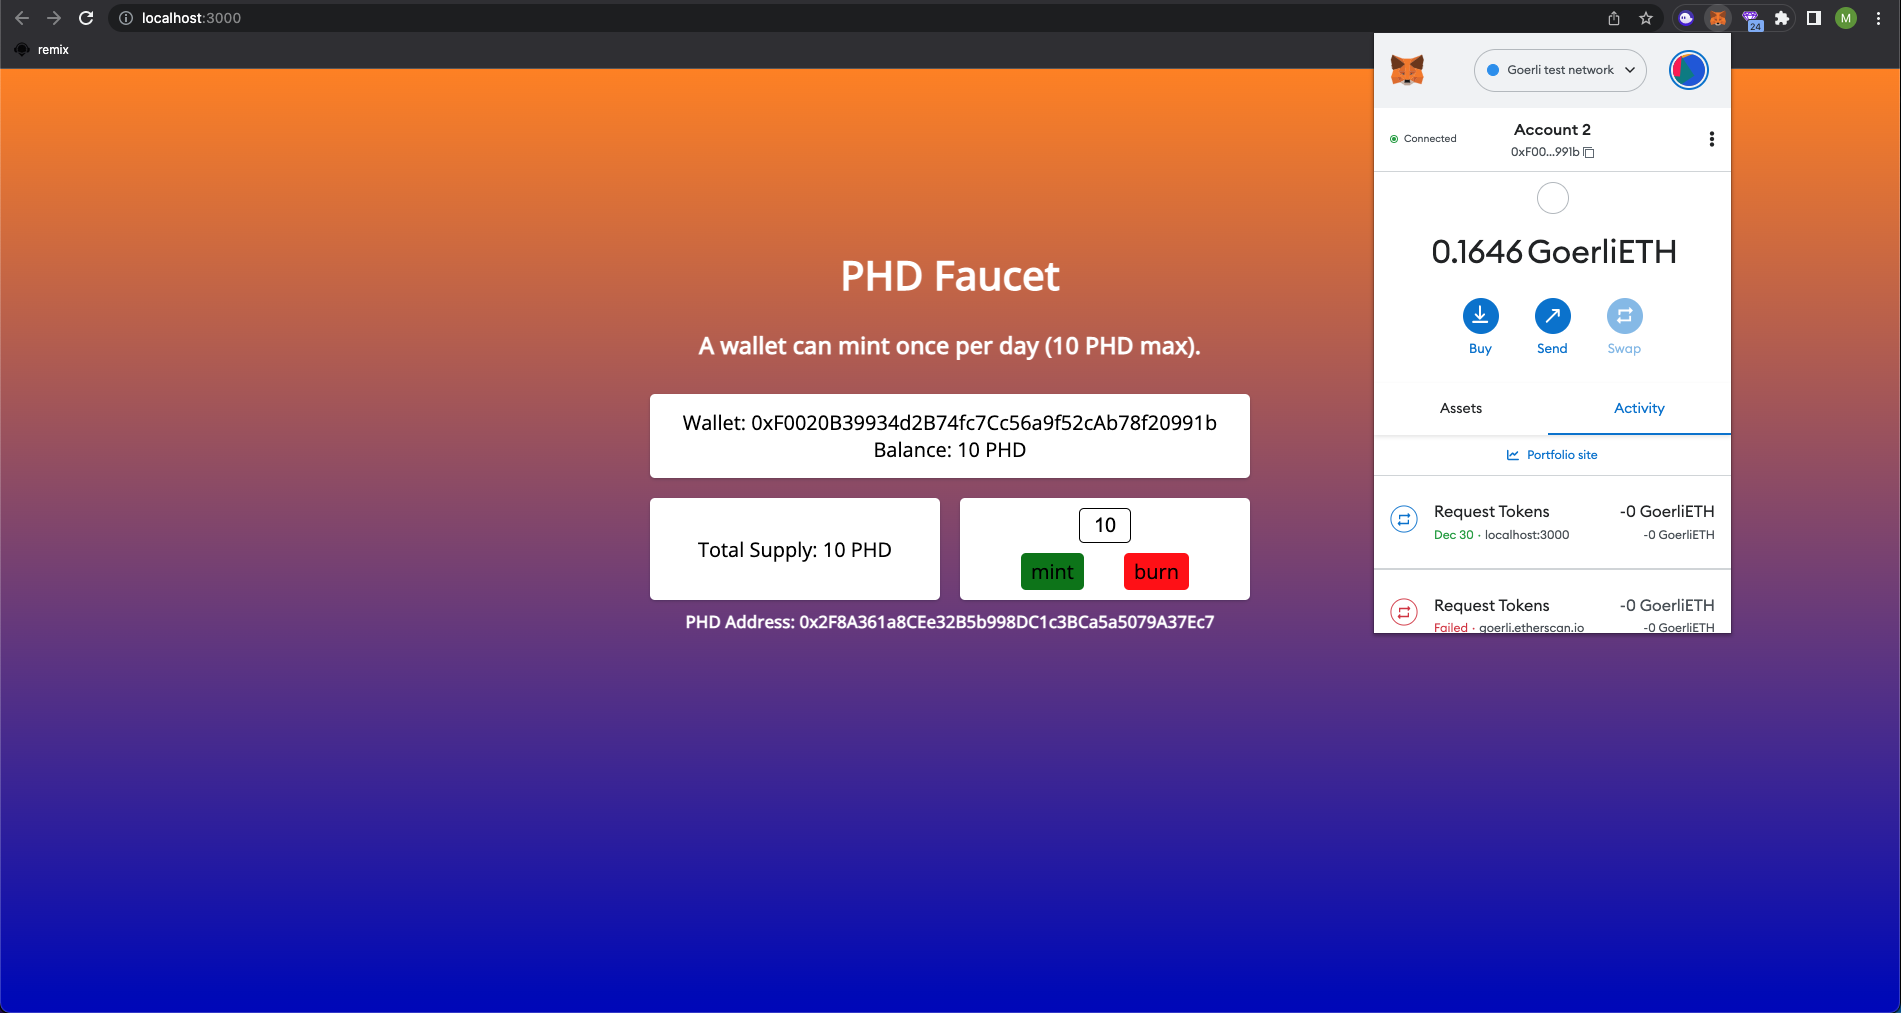 localhost:3000
24
M
remix
PHD Faucet
A wallet can mint once per day (10 PHD max).
Wallet: 0xF0020B39934d2B74fc7Cc56a9f52cAb78f20991b
Balance: 10 PHD
Total Supply: 10 PHD
10
mint burn
PHD Address: 0x2F8A361a8CEe32B5b998DC1c3BCa5a5079A37Ec7
Goerli test network
Connected
Account 2
0xF00...991b
0.1646 GoerliETH
Buy Send Swap
Assets Activity
Portfolio site
Request Tokens -0 GoerliETH
Dec 30 · localhost:3000 -0 GoerliETH
Request Tokens -0 GoerliETH
Failed · goerli.etherscan.io -0 GoerliETH